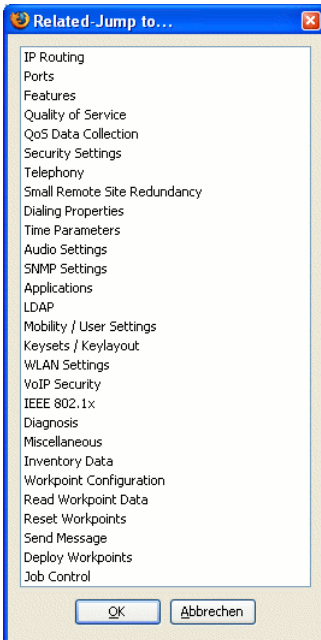 Related-Jump to...
IP Routing
Ports
Features
Quality of Service
QoS Data Collection
Security Settings
Telephony
Small Remote Site Redundancy
Dialing Properties
Time Parameters
Audio Settings
SNMP Settings
Applications
LDAP
Mobility / User Settings
Keysets / Keylayout
WLAN Settings
VoIP Security
IEEE 802.1x
Diagnosis
Miscellaneous
Inventory Data
Workpoint Configuration
Read Workpoint Data
Reset Workpoints
Send Message
Deploy Workpoints
Job Control
OK Abbrechen